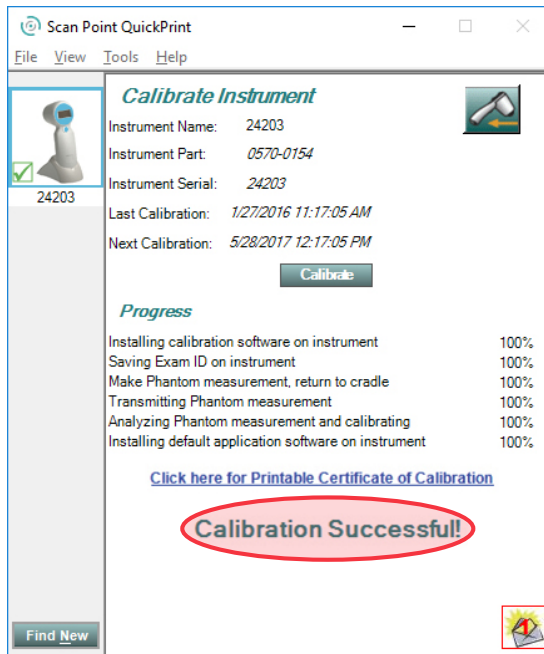 Scan Point QuickPrint
File View Tools Help
24203
Calibrate Instrument
Instrument Name: 24203
Instrument Part: 0570-0154
Instrument Serial: 24203
Last Calibration: 1/27/2016 11:17:05 AM
Next Calibration: 5/28/2017 12:17:05 PM
Calibrate
Progress
Installing calibration software on instrument 100%
Saving Exam ID on instrument 100%
Make Phantom measurement, return to cradle 100%
Transmitting Phantom measurement 100%
Analyzing Phantom measurement and calibrating 100%
Installing default application software on instrument 100%
Click here for Printable Certificate of Calibration
Calibration Successful!
Find New
1